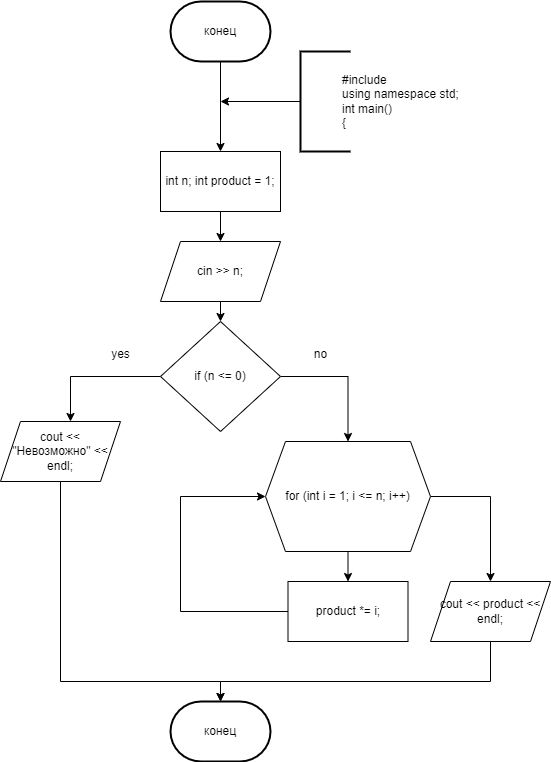 конец
#include
using namespace std;
int main()
{
int n; int product = 1;
cin >> n;
yes
no
if (n <= 0)
cout <<
"Невозможно" <<
endl;
for (int i = 1; i <= n; i++)
product *= i;
cout << product <<
endl;
конец